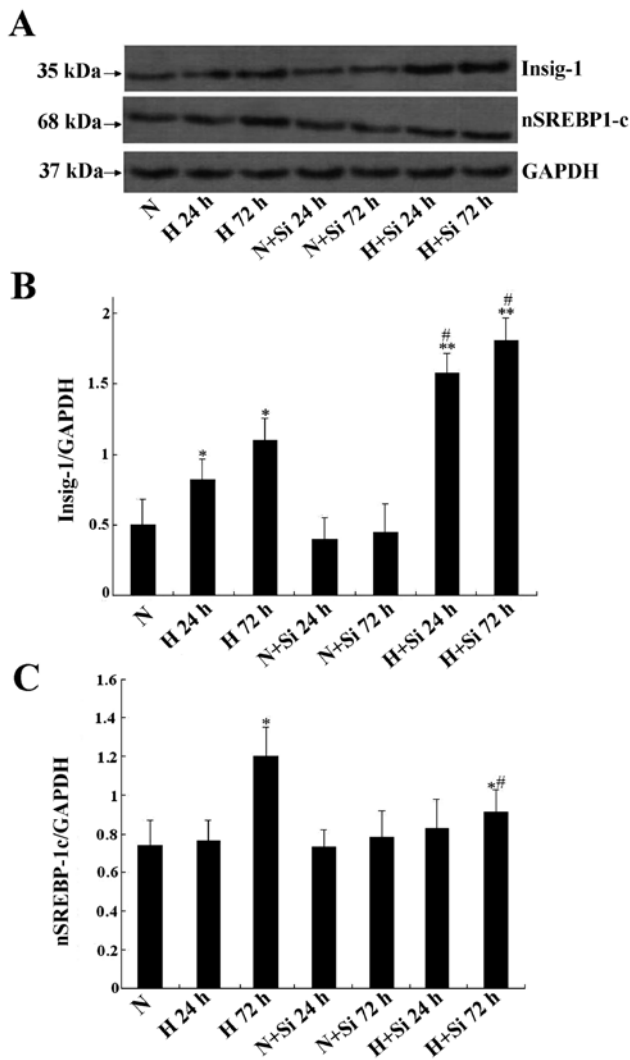 A
35 kDa→ Insig-1
68 kDa→ nSREBP1-c
37 kDa→ GAPDH
N H 24 h H 72 h N+Si 24 h N+Si 72 h H+Si 24 h H+Si 72 h
B
Insig-1/GAPDH
2
1.5
1
0.5
0
* * # ** # **
N H 24 h H 72 h N+Si 24 h N+Si 72 h H+Si 24 h H+Si 72 h
C
nSREBP-1c/GAPDH
1.6
1.4
1.2
1
0.8
0.6
0.4
0.2
0
* *#
N H 24 h H 72 h N+Si 24 h N+Si 72 h H+Si 24 h H+Si 72 h